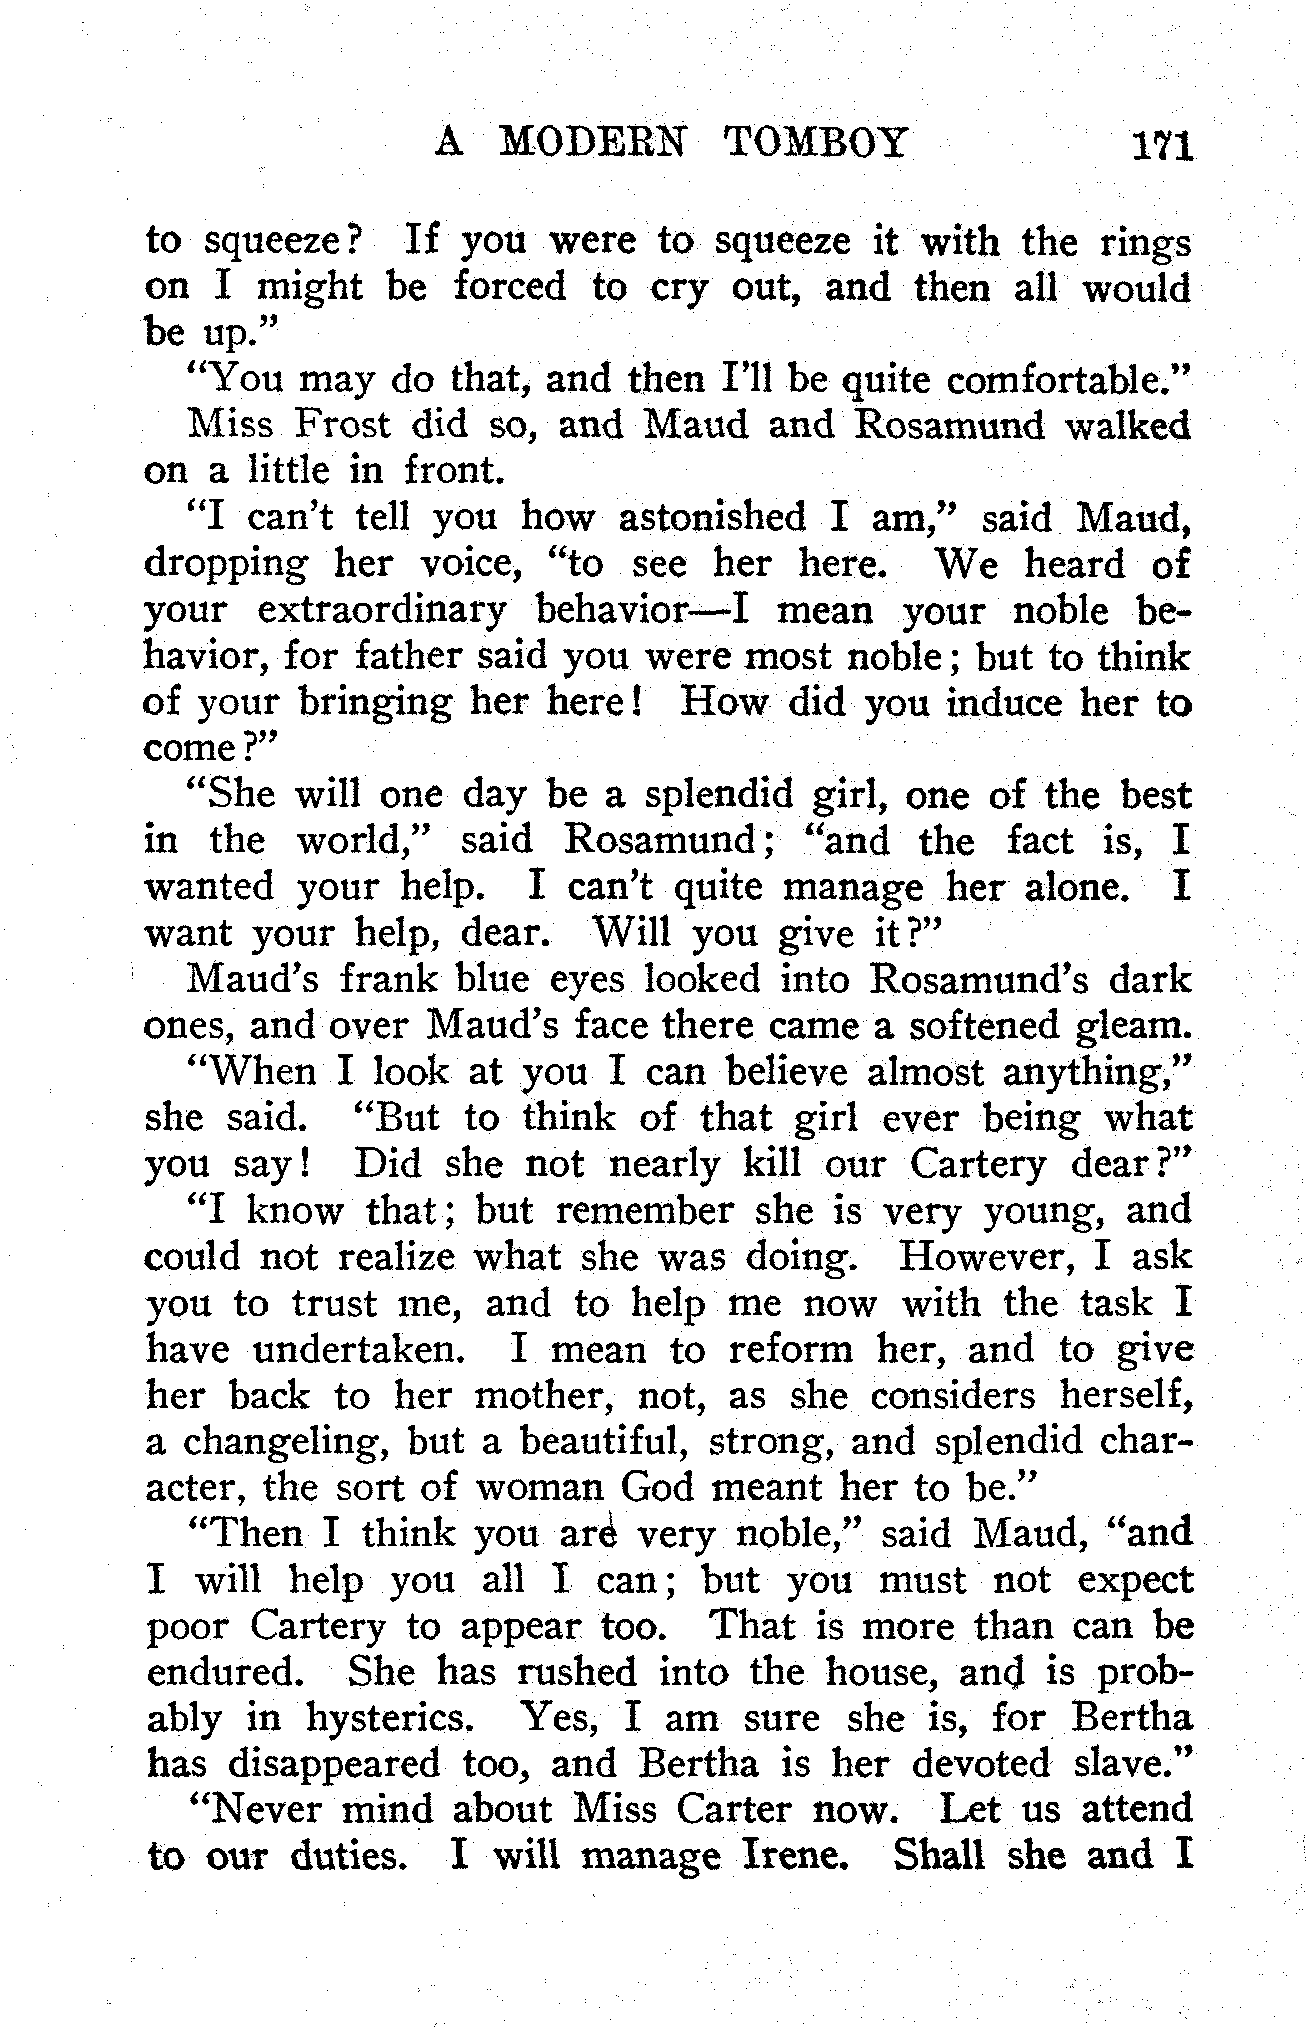 A MODERN TOMBOY 171
to squeeze? If you were to squeeze it with the rings
on I might be forced to cry out, and then all would
be up."
"You may do that, and then I'll be quite comfortable."
Miss Frost did so, and Maud and Rosamund walked
on a little in front.
"I can't tell you how astonished I am," said Maud,
dropping her voice, "to see her here. We heard of
your extraordinary behavior—I mean your noble be-
havior, for father said you were most noble; but to think
of your bringing her here! How did you induce her to
come?"
"She will one day be a splendid girl, one of the best
in the world," said Rosamund; "and the fact is, I
wanted your help. I can't quite manage her alone. I
want your help, dear. Will you give it?"
Maud's frank blue eyes looked into Rosamund's dark
ones, and over Maud's face there came a softened gleam.
"When I look at you I can believe almost anything,"
she said. "But to think of that girl ever being what
you say! Did she not nearly kill our Cartery dear?"
"I know that; but remember she is very young, and
could not realize what she was doing. However, I ask
you to trust me, and to help me now with the task I
have undertaken. I mean to reform her, and to give
her back to her mother, not, as she considers herself,
a changeling, but a beautiful, strong, and splendid char-
acter, the sort of woman God meant her to be."
"Then I think you are very noble," said Maud, "and
I will help you all I can; but you must not expect
poor Cartery to appear too. That is more than can be
endured. She has rushed into the house, and is prob-
ably in hysterics. Yes, I am sure she is, for Bertha
has disappeared too, and Bertha is her devoted slave."
"Never mind about Miss Carter now. Let us attend
to our duties. I will manage Irene. Shall she and I